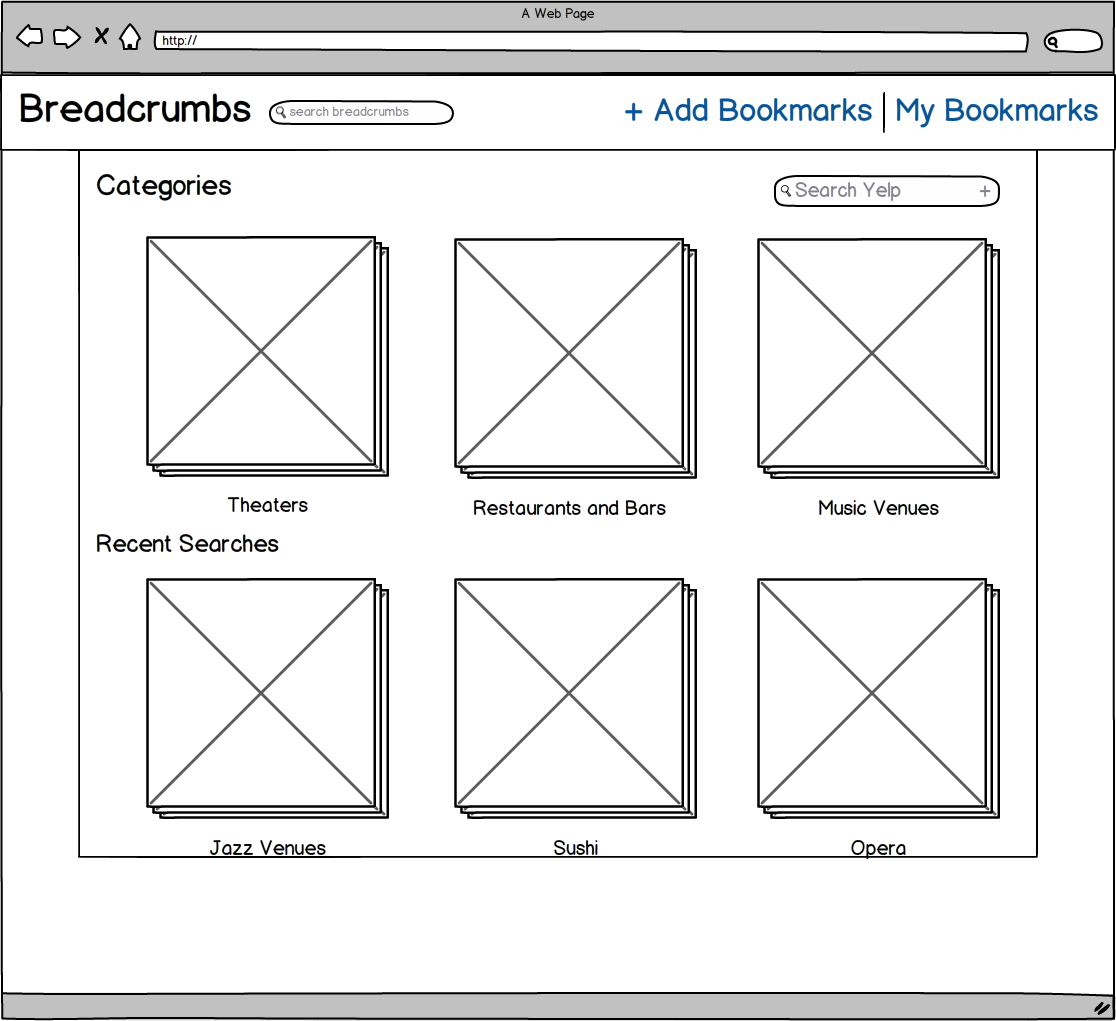 A Web Page
http://
Breadcrumbs
search breadcrumbs
+ Add Bookmarks
My Bookmarks
Categories
Search Yelp +
Theaters
Restaurants and Bars
Music Venues
Recent Searches
Jazz Venues
Sushi
Opera